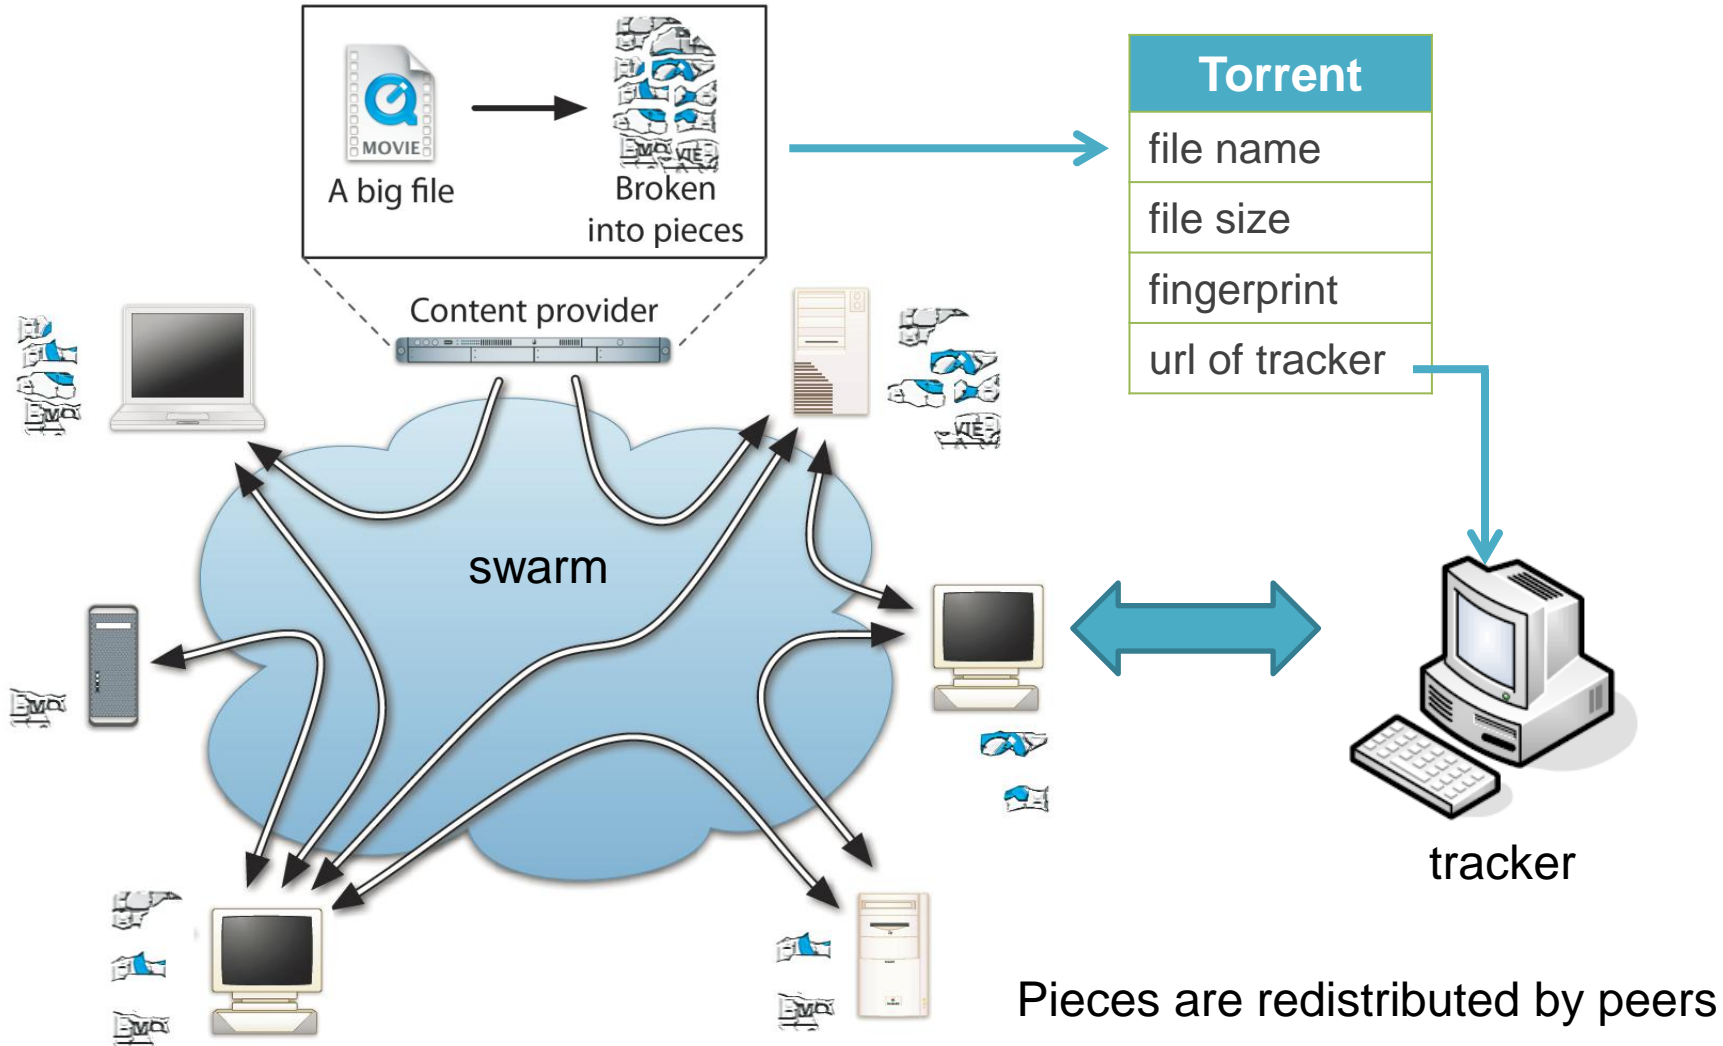 MOVIE
A big file
Broken
into pieces
Torrent
file name
file size
fingerprint
url of tracker
Content provider
swarm
tracker
Pieces are redistributed by peers